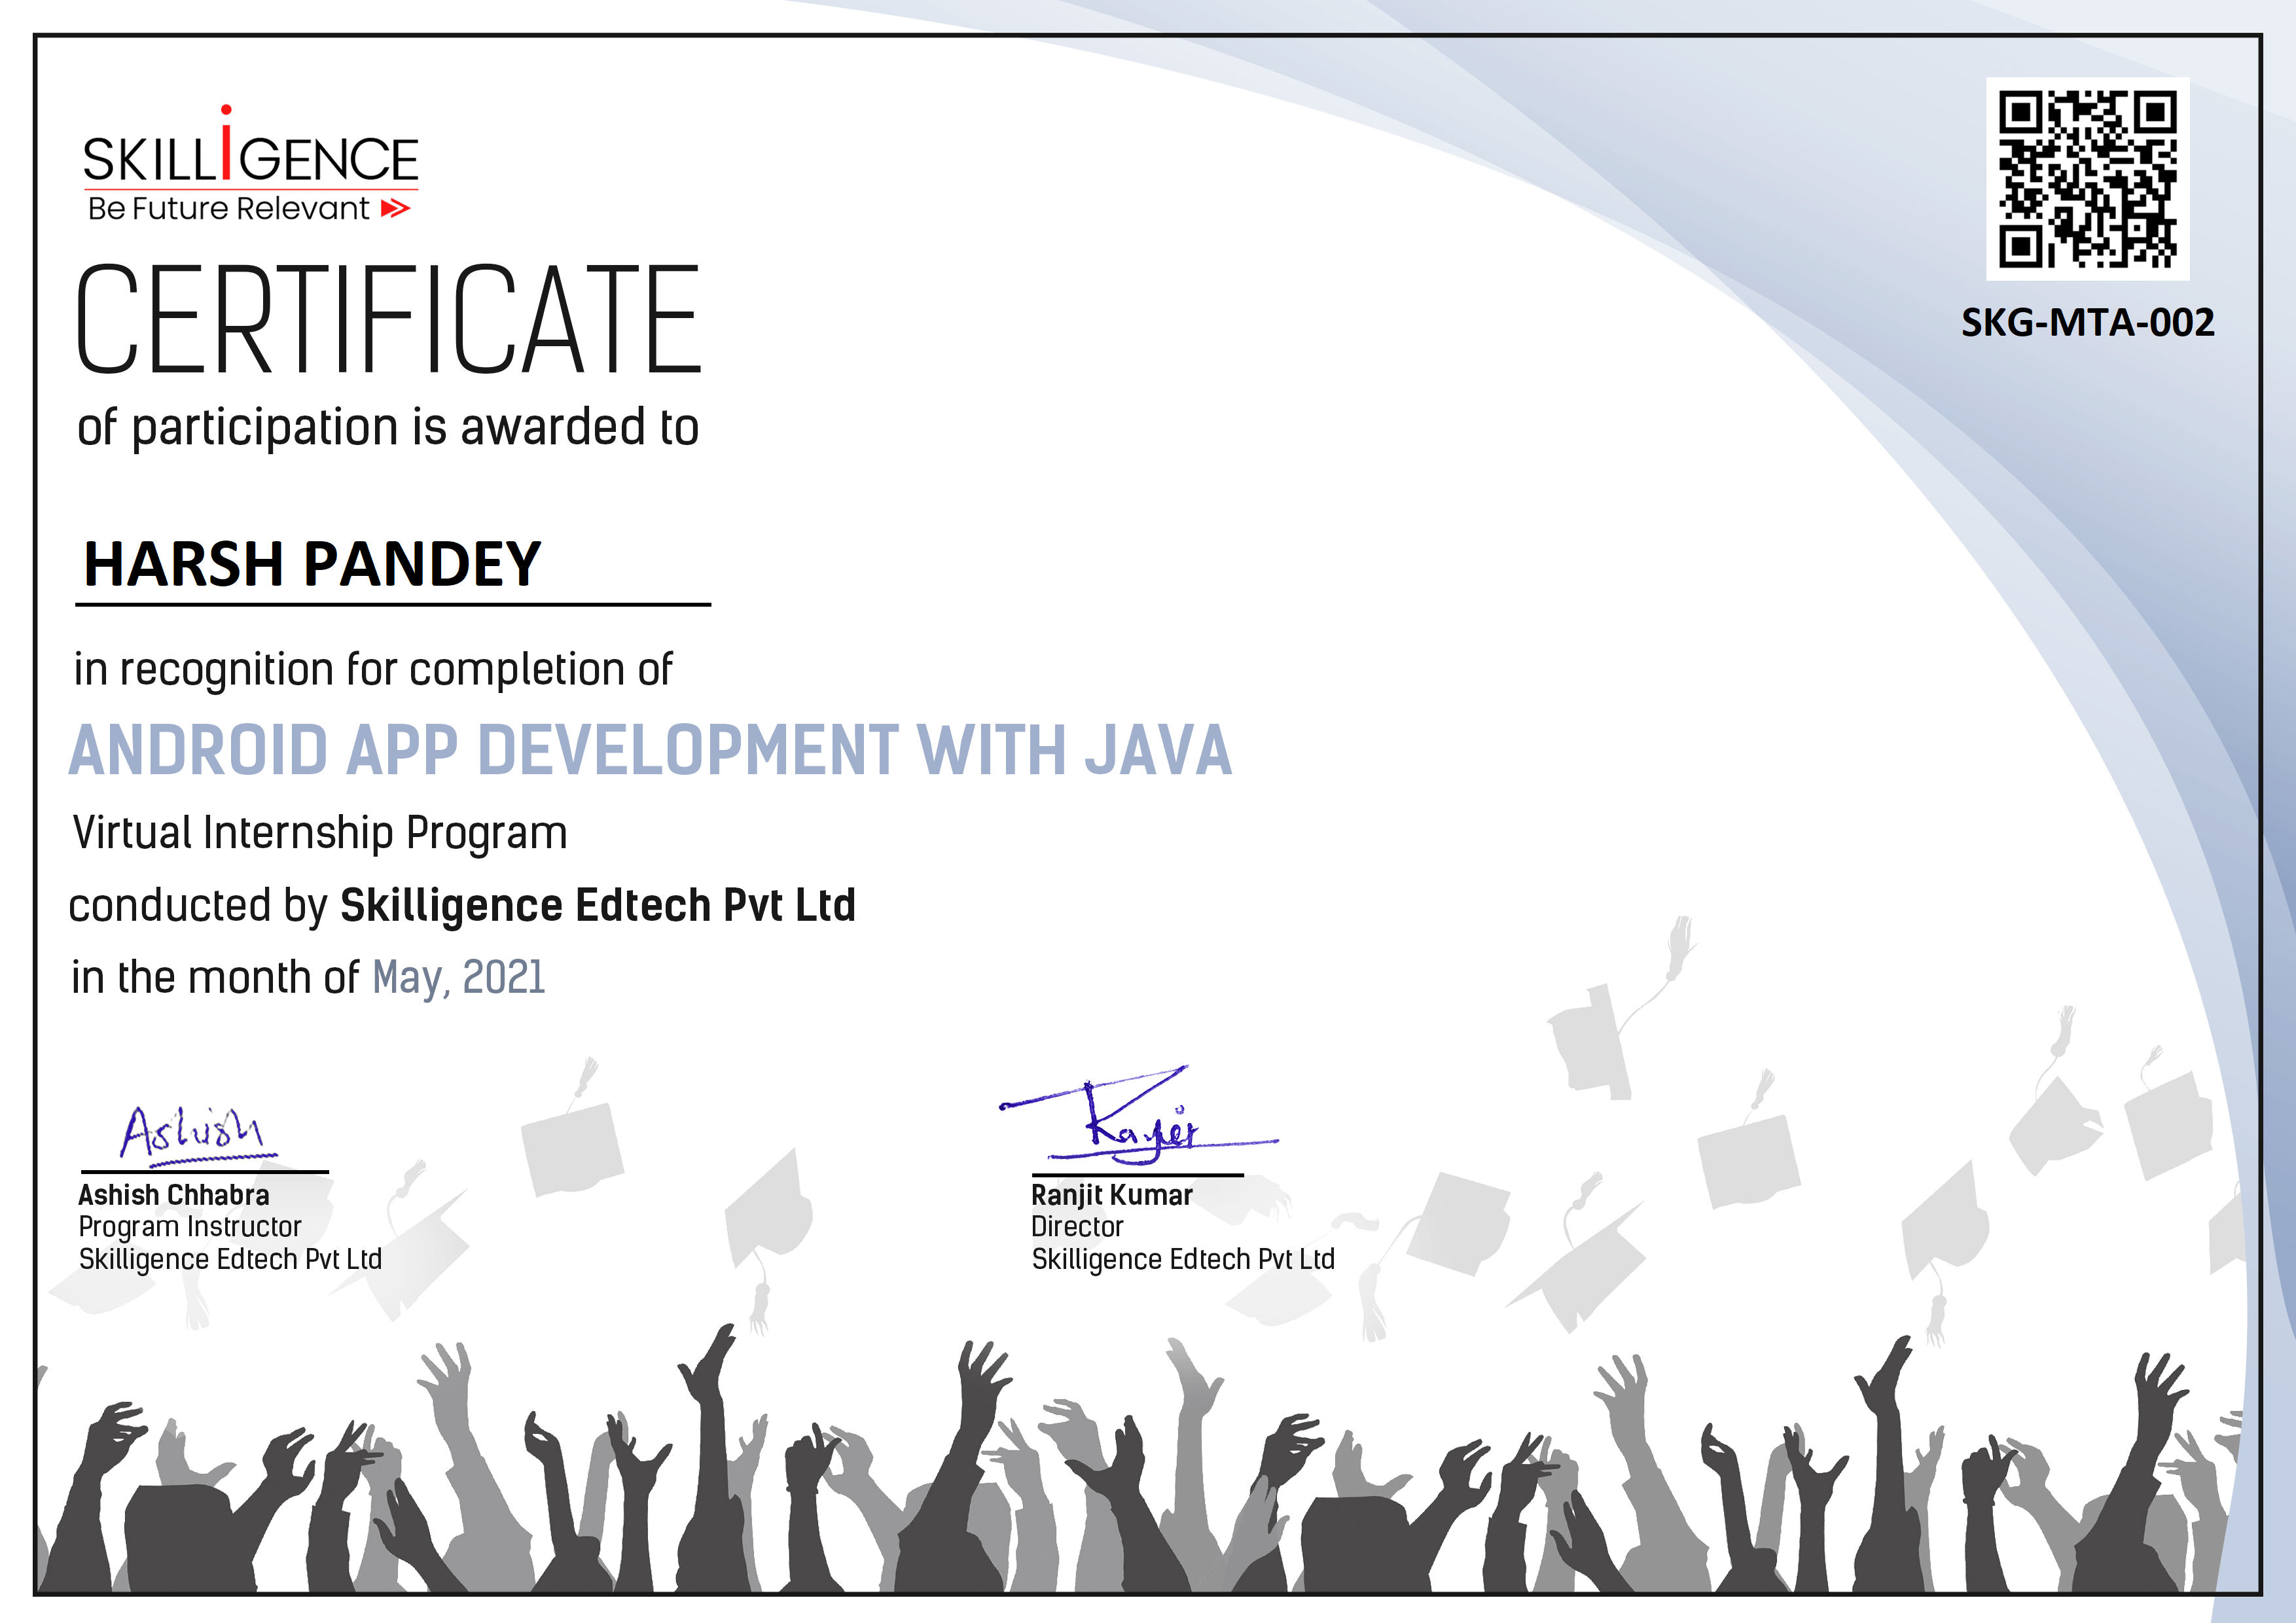 SKILLiGENCE
Be Future Relevant
SKG-MTA-002
CERTIFICATE
of participation is awarded to
HARSH PANDEY
in recognition for completion of
ANDROID APP DEVELOPMENT WITH JAVA
Virtual Internship Program
conducted by Skilligence Edtech Pvt Ltd
in the month of May, 2021
Ashish
Ashish Chhabra
Program Instructor
Skilligence Edtech Pvt Ltd
Ranjit Kumar
Director
Skilligence Edtech Pvt Ltd